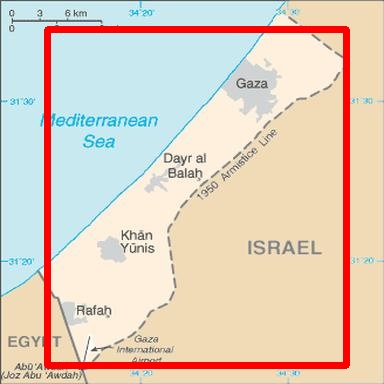 0 3 6 km
0 3 6 mi
34 20
34 30
Gaza
31 30
31 30
Mediterranean
Sea
Dayr al
Balaḩ
1950 Armistice Line
Khān
Yūnis
ISRAEL
31 20
31 20
Rafaḩ
EGYPT
Gaza
International
Airport
Abū 'Awdah
(Joz Abu 'Awdah)
34 20
34 30